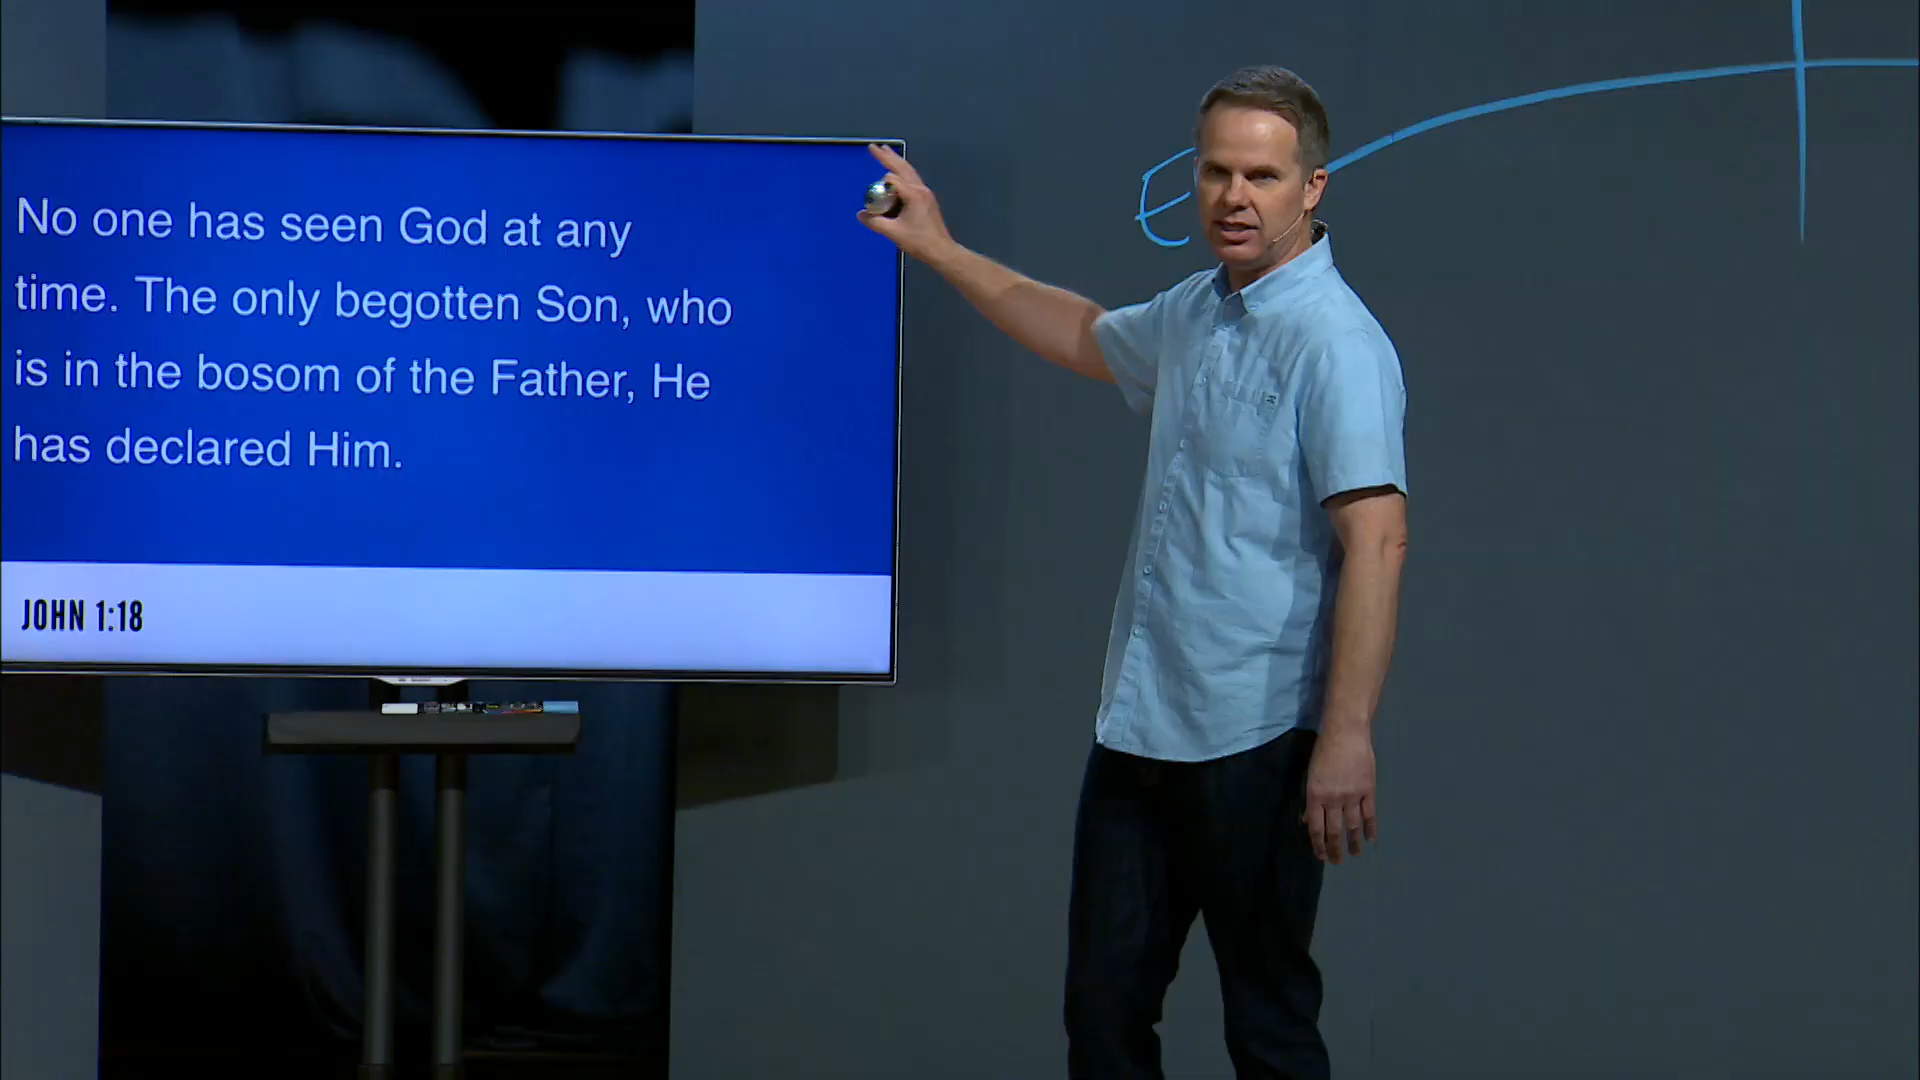 No one has seen God at any
time. The only begotten Son, who
is in the bosom of the Father, He
has declared Him.
JOHN 1:18
E